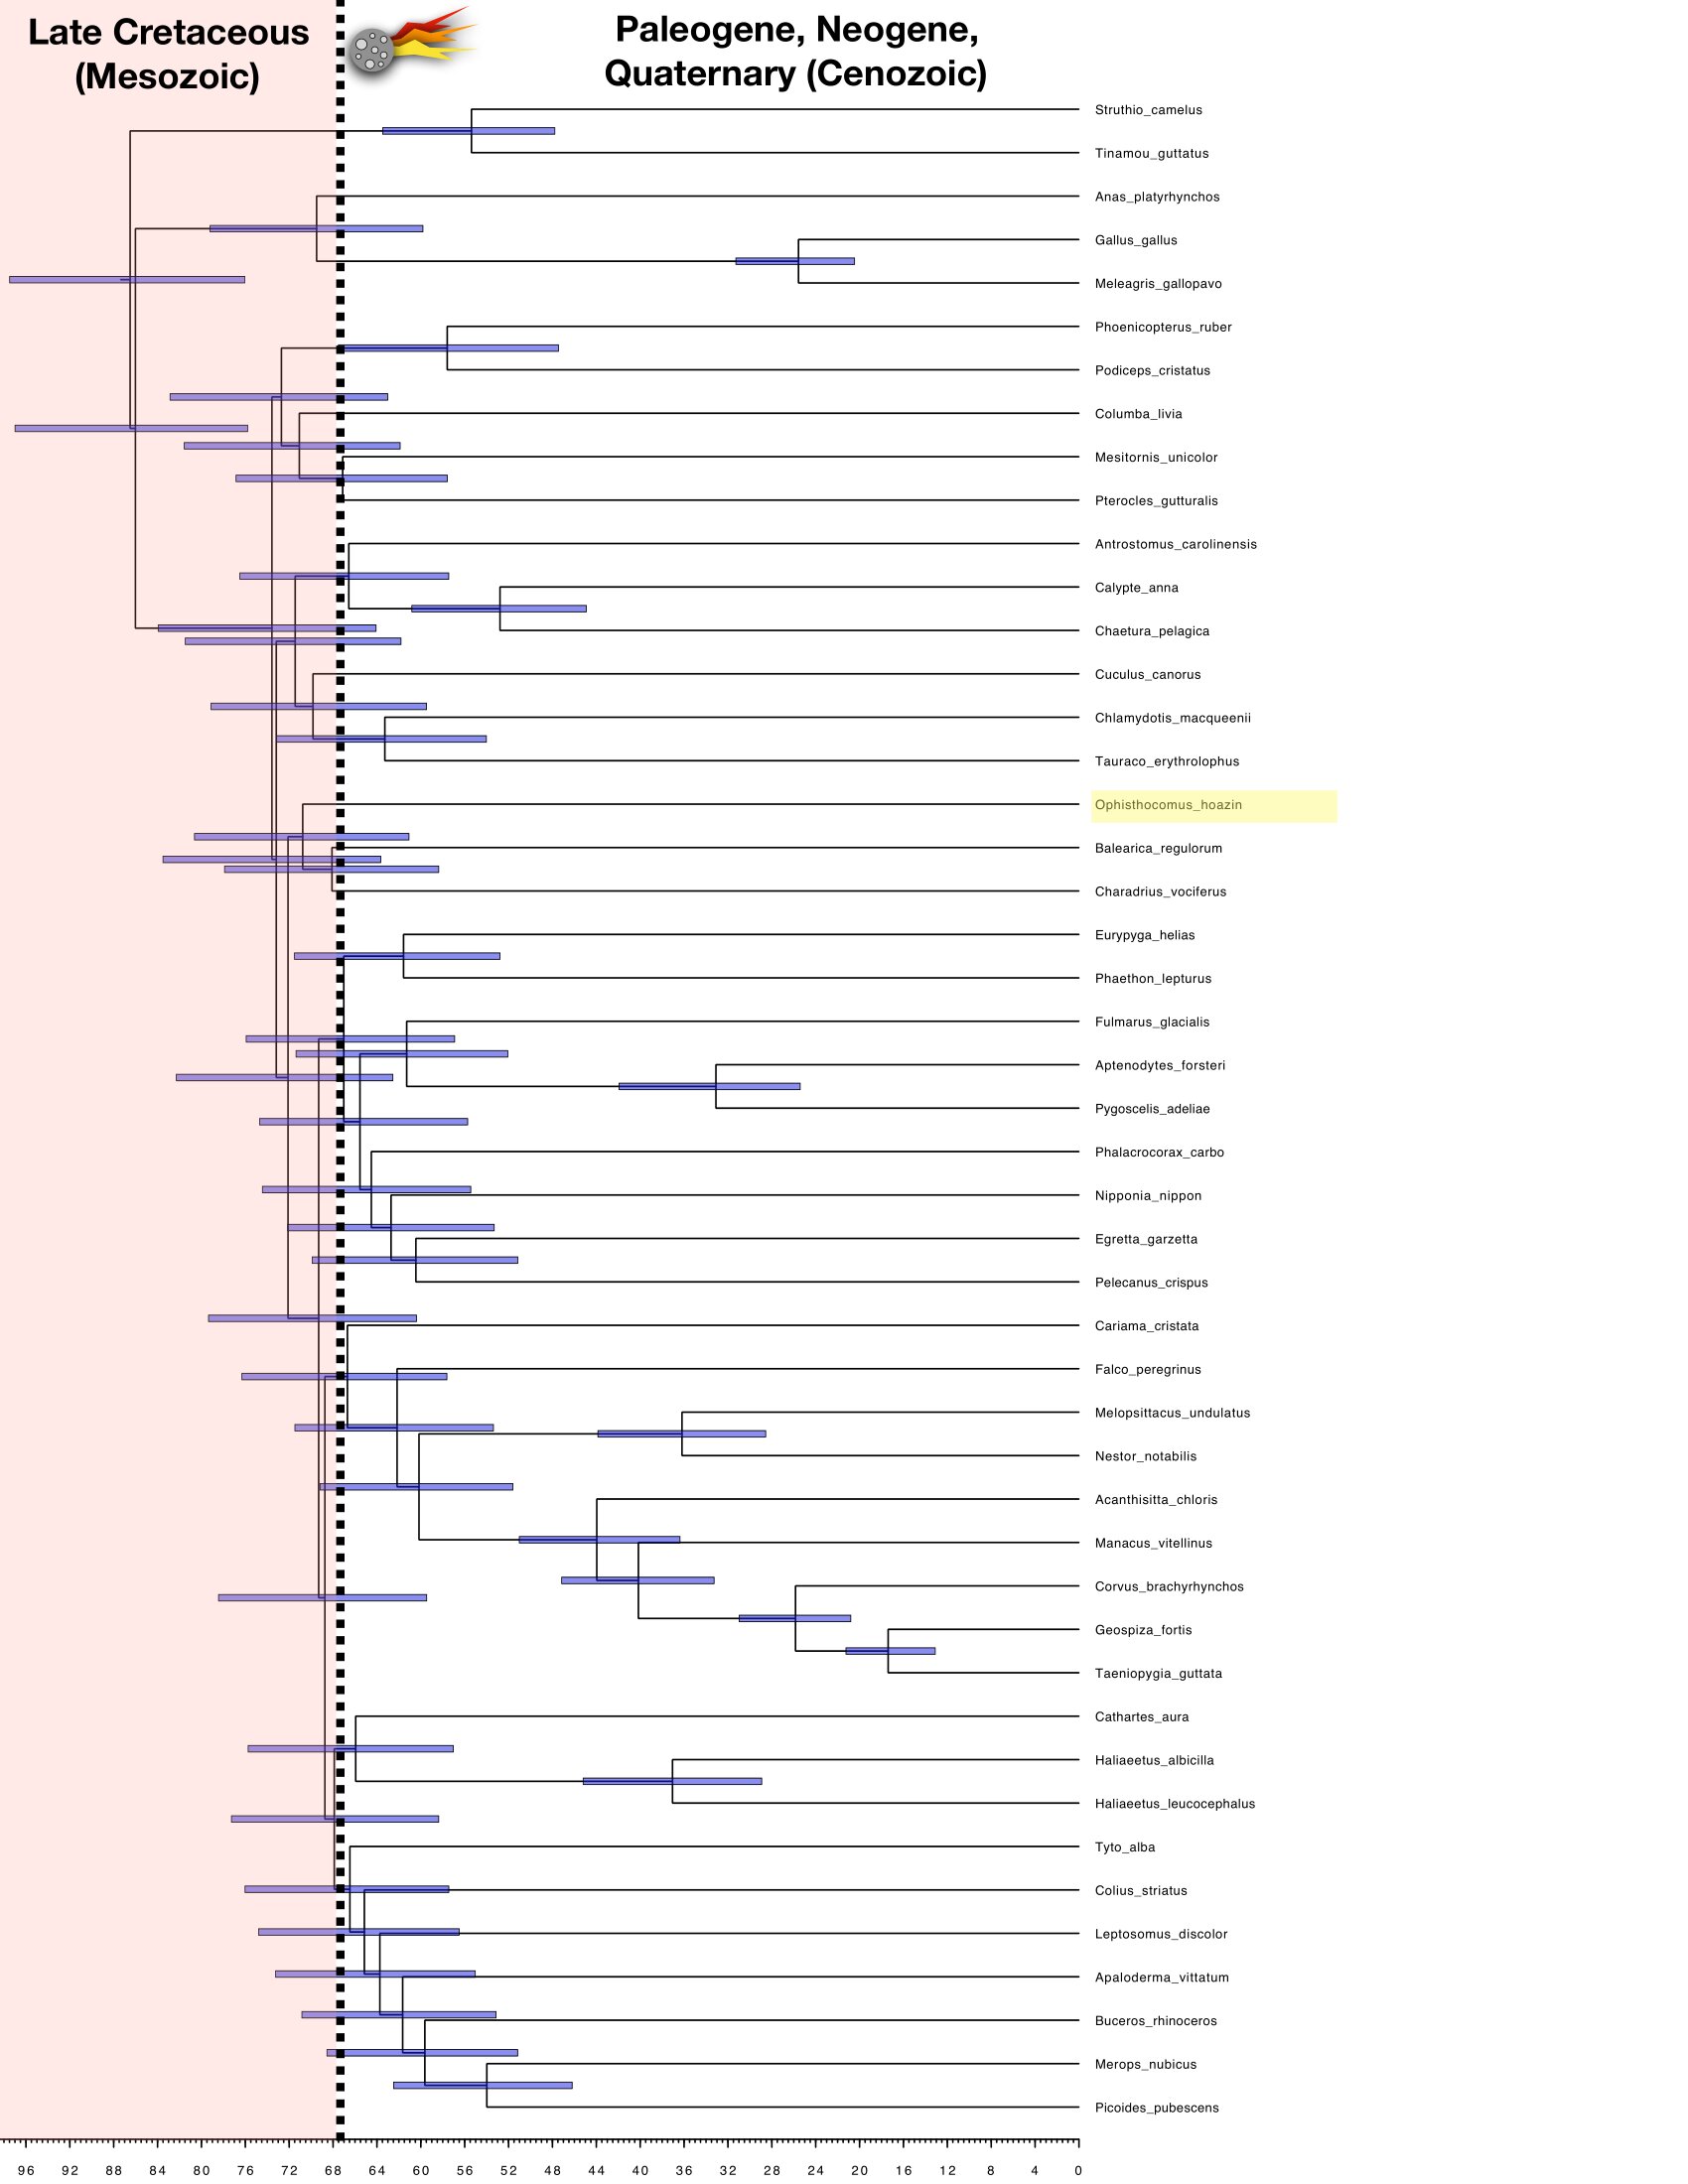 Late Cretaceous
(Mesozoic)
Paleogene, Neogene,
Quaternary (Cenozoic)
Struthio_camelus
Tinamou_guttatus
Anas_platyrhynchos
Gallus_gallus
Meleagris_gallopavo
Phoenicopterus_ruber
Podiceps_cristatus
Columba_livia
Mesitornis_unicolor
Pterocles_gutturalis
Antrostomus_carolinensis
Calypte_anna
Chaetura_pelagica
Cuculus_canorus
Chlamydotis_macqueenii
Tauraco_erythrolophus
Ophisthocomus_hoazin
Balearica_regulorum
Charadrius_vociferus
Eurypyga_helias
Phaethon_lepturus
Fulmarus_glacialis
Aptenodytes_forsteri
Pygoscelis_adeliae
Phalacrocorax_carbo
Nipponia_nippon
Egretta_garzetta
Pelecanus_crispus
Cariama_cristata
Falco_peregrinus
Melopsittacus_undulatus
Nestor_notabilis
Acanthisitta_chloris
Manacus_vitellinus
Corvus_brachyrhynchos
Geospiza_fortis
Taeniopygia_guttata
Cathartes_aura
Haliaeetus_albicilla
Haliaeetus_leucocephalus
Tyto_alba
Colius_striatus
Leptosomus_discolor
Apaloderma_vittatum
Buceros_rhinoceros
Merops_nubicus
Picoides_pubescens
96 92 88 84 80 76 72 68 64 60 56 52 48 44 40 36 32 28 24 20 16 12 8 4 0